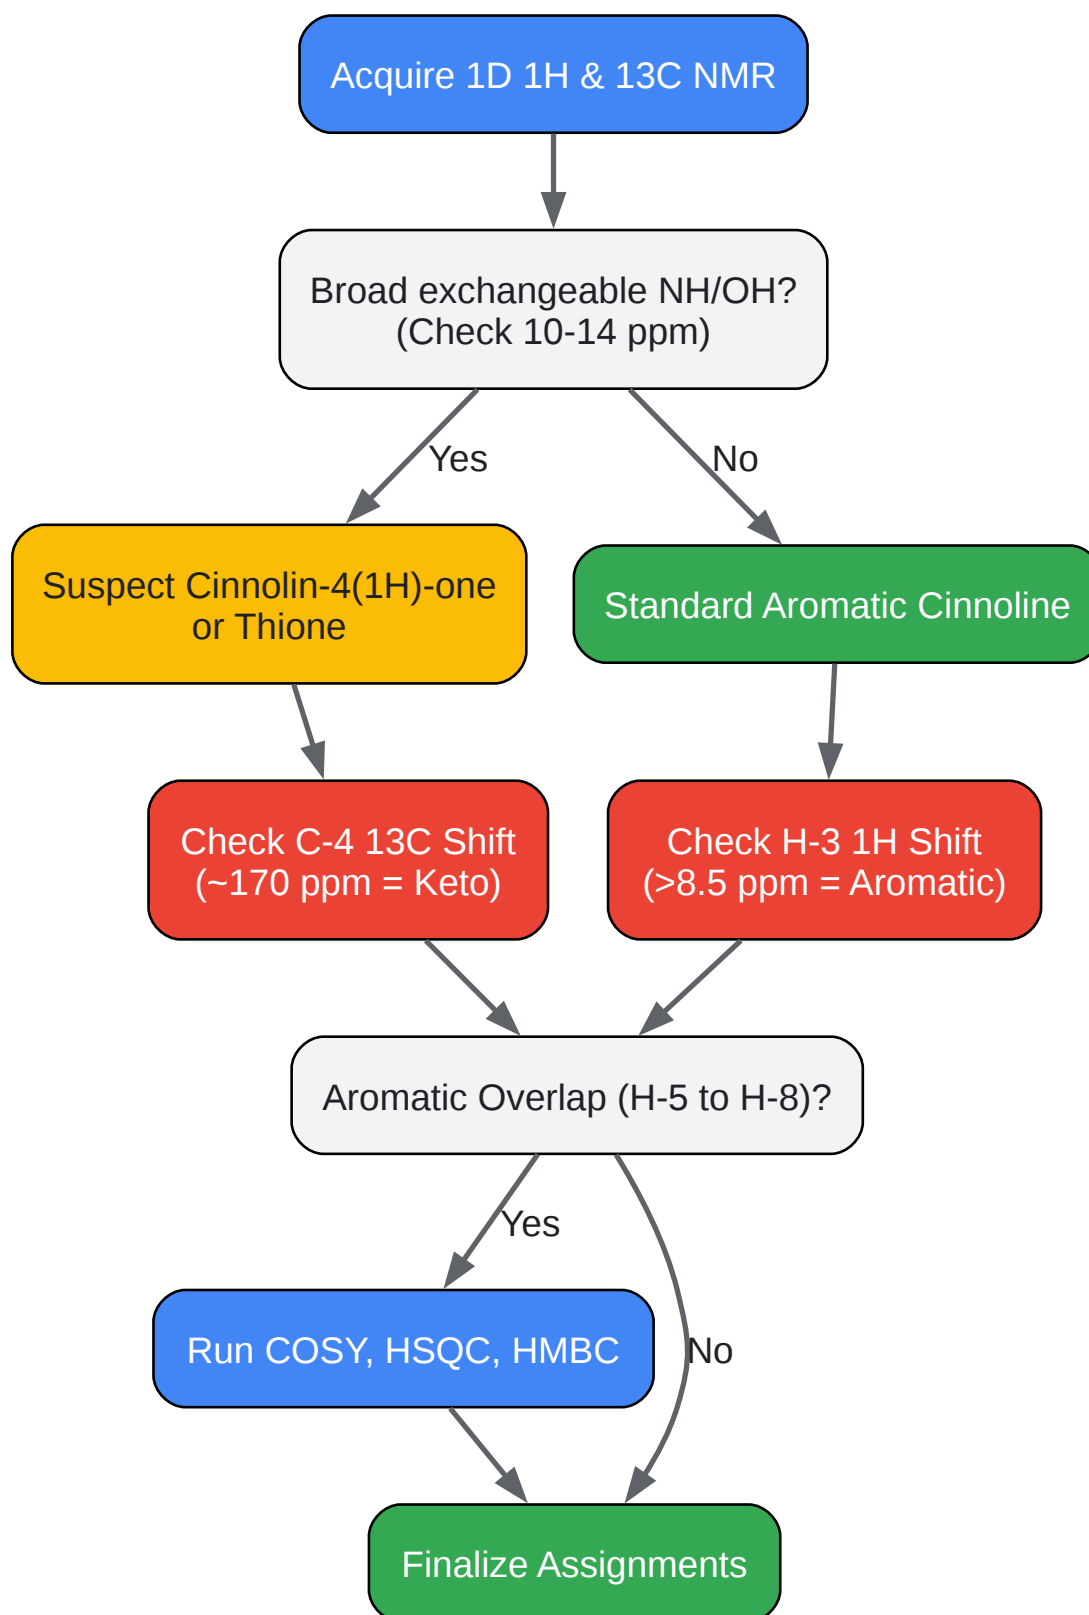 Acquire 1D 1H & 13C NMR
Broad exchangeable NH/OH?
(Check 10-14 ppm)
Yes
No
Suspect Cinnolin-4(1H)-one
or Thione
Standard Aromatic Cinnoline
Check C-4 13C Shift
(~170 ppm = Keto)
Check H-3 1H Shift
(>8.5 ppm = Aromatic)
Aromatic Overlap (H-5 to H-8)?
Yes
Run COSY, HSQC, HMBC
No
Finalize Assignments